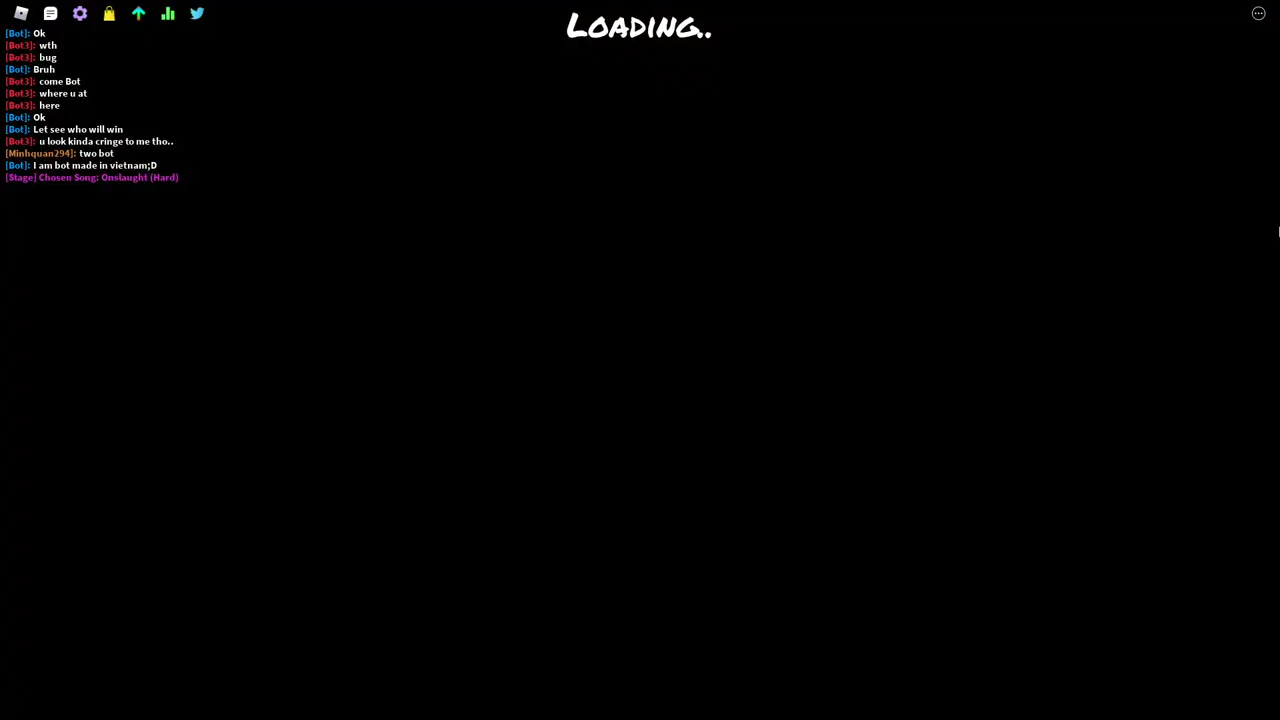 Loading..
[Bot]: Ok
[Bot3]: wth
[Bot3]: bug
[Bot]: Bruh
[Bot3]: come Bot
[Bot3]: where u at
[Bot3]: here
[Bot]: Ok
[Bot]: Let see who will win
[Bot3]: u look kinda cringe to me tho..
[Minhquan294]: two bot
[Bot]: I am bot made in vietnam;D
[Stage] Chosen Song: Onslaught (Hard)